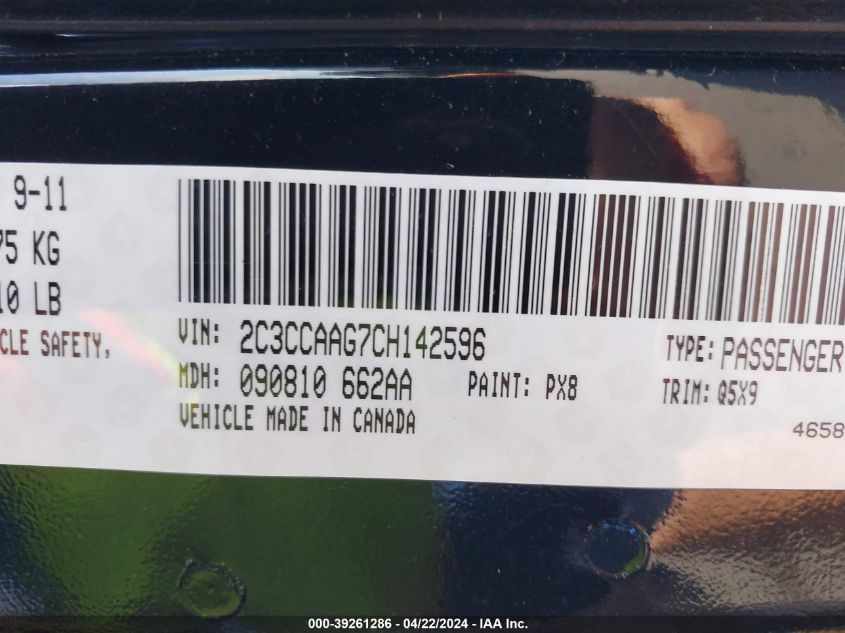 9-11
75 KG
10 LB
CLE SAFETY,
VIN: 2C3CCAAG7CH142596
TYPE: PASSENGER
MDH: 090810 662AA PAINT: PX8 TRIM: Q5X9
VEHICLE MADE IN CANADA
4658
000-39261286 - 04/22/2024 - IAA Inc.